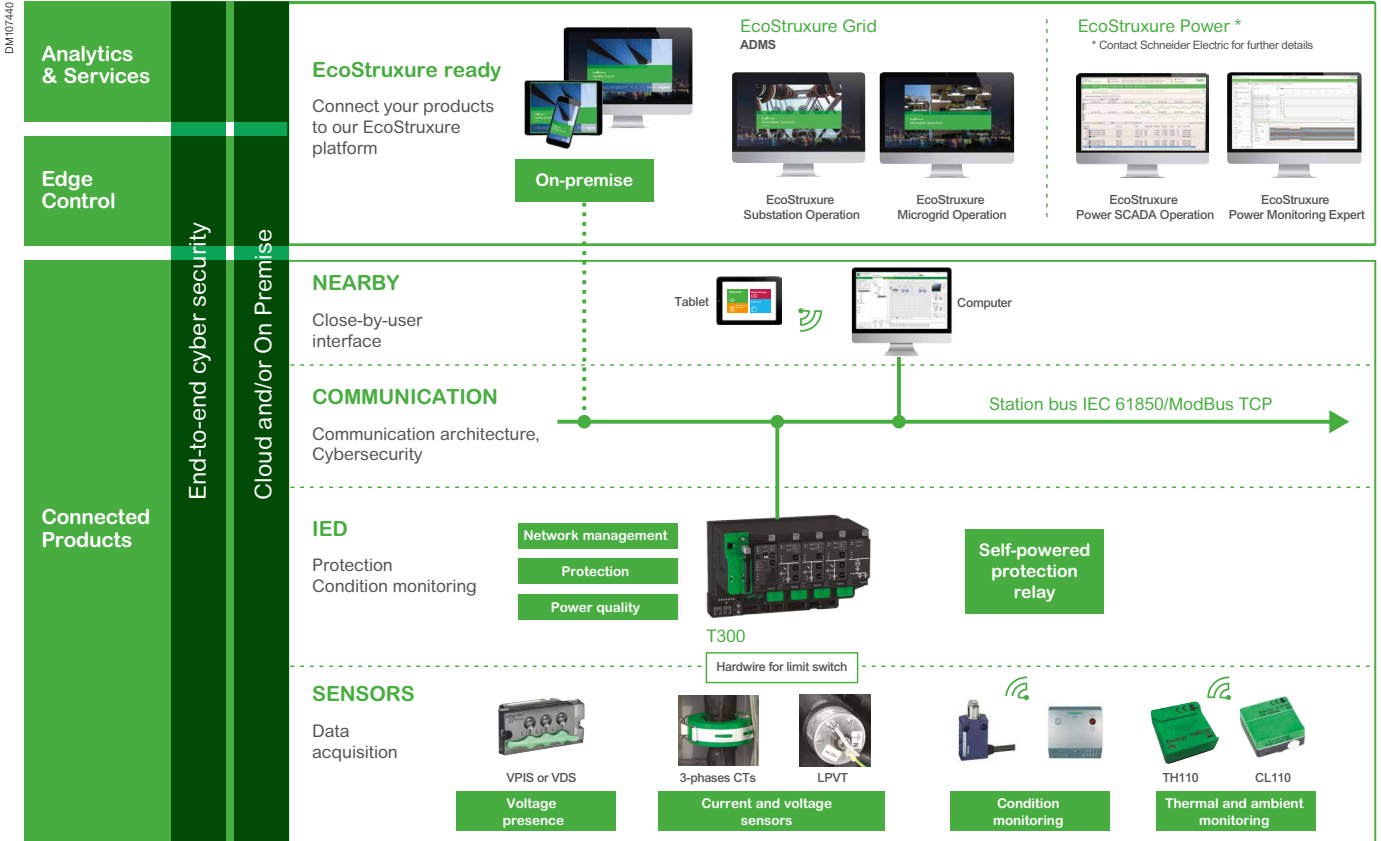 DM107440
Analytics
& Services
Edge
Control
Connected
Products
End-to-end cyber security
Cloud and/or On Premise
EcoStruxure ready
Connect your products
to our EcoStruxure
platform
On-premise
EcoStruxure Grid
ADMS
EcoStruxure
Substation Operation
EcoStruxure
Microgrid Operation
EcoStruxure Power *
* Contact Schneider Electric for further details
EcoStruxure
Power SCADA Operation
EcoStruxure
Power Monitoring Expert
NEARBY
Close-by-user
interface
Tablet
Computer
COMMUNICATION
Communication architecture,
Cybersecurity
Station bus IEC 61850/ModBus TCP
IED
Protection
Condition monitoring
Network management
Protection
Power quality
T300
Self-powered
protection
relay
Hardwire for limit switch
SENSORS
Data
acquisition
VPIS or VDS
Voltage
presence
3-phases CTs
LPVT
Current and voltage
sensors
Condition
monitoring
TH110
CL110
Thermal and ambient
monitoring